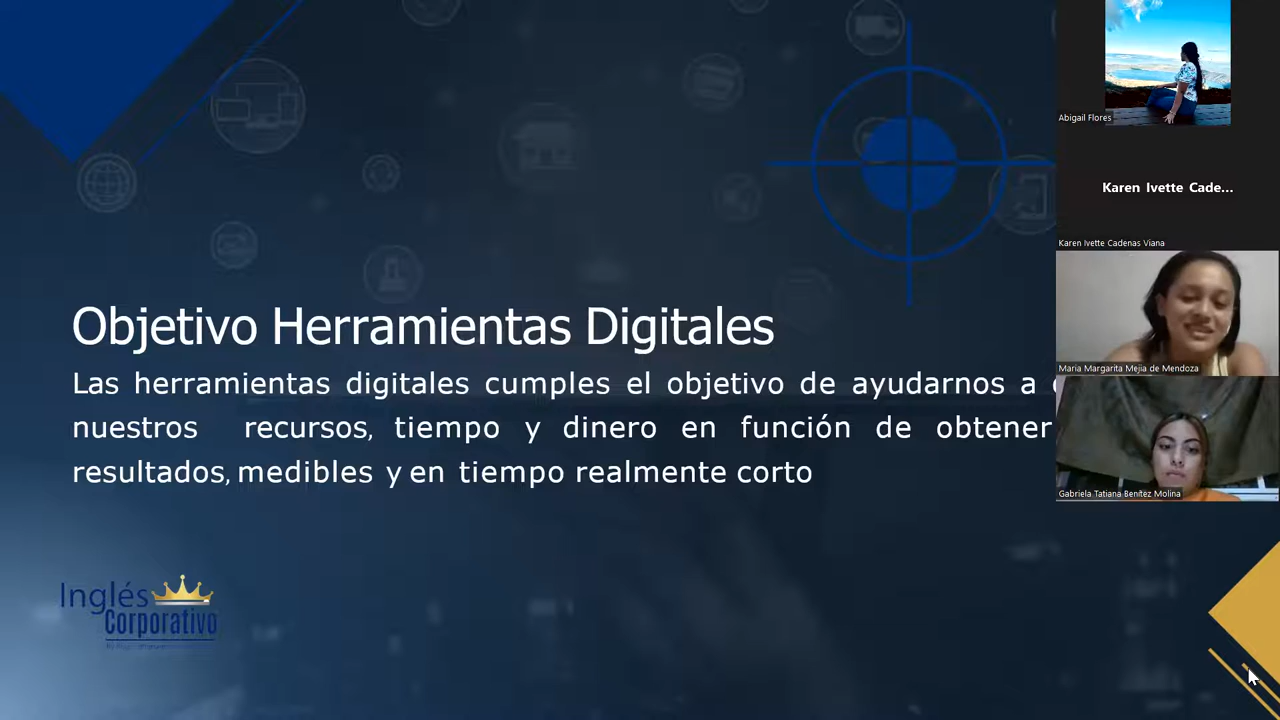 Objetivo Herramientas Digitales
Las herramientas digitales cumples el objetivo de ayudarnos a
nuestros recursos, tiempo y dinero en función de obtener
resultados, medibles y en tiempo realmente corto
Inglés
Corporativo
Abigail Flores
Karen Ivette Cade...
Karen Ivette Cadenas Viana
Maria Margarita Mejia de Mendoza
Gabriela Tatiana Benítez Molina